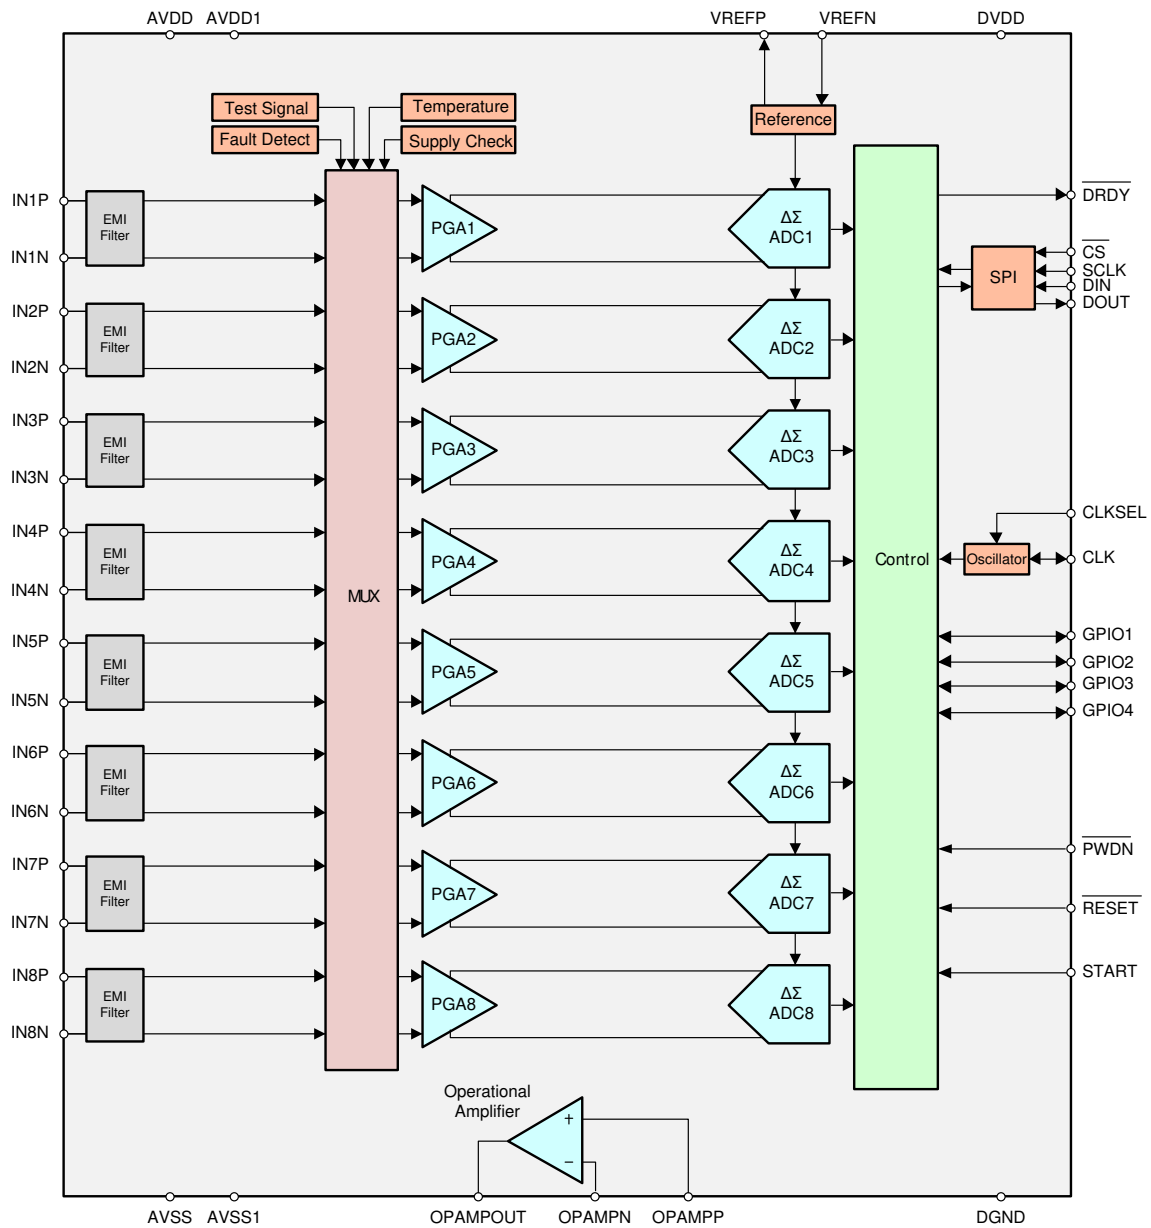 AVDD AVDD1 VREFP VREFN DVDD
Test Signal
Temperature
Fault Detect
Supply Check
Reference
IN1P
EMI
Filter
IN1N
PGA1
ΔΣ
ADC1
DRDY
CS
SCLK
DIN
DOUT
SPI
IN2P
EMI
Filter
IN2N
PGA2
ΔΣ
ADC2
IN3P
EMI
Filter
IN3N
PGA3
ΔΣ
ADC3
IN4P
EMI
Filter
IN4N
PGA4
ΔΣ
ADC4
MUX
Control
CLKSEL
Oscillator
CLK
IN5P
EMI
Filter
IN5N
PGA5
ΔΣ
ADC5
GPIO1
GPIO2
GPIO3
GPIO4
IN6P
EMI
Filter
IN6N
PGA6
ΔΣ
ADC6
IN7P
EMI
Filter
IN7N
PGA7
ΔΣ
ADC7
PWDN
RESET
IN8P
EMI
Filter
IN8N
PGA8
ΔΣ
ADC8
START
Operational
Amplifier
+
−
AVSS AVSS1 OPAMPOUT OPAMPN OPAMPP DGND